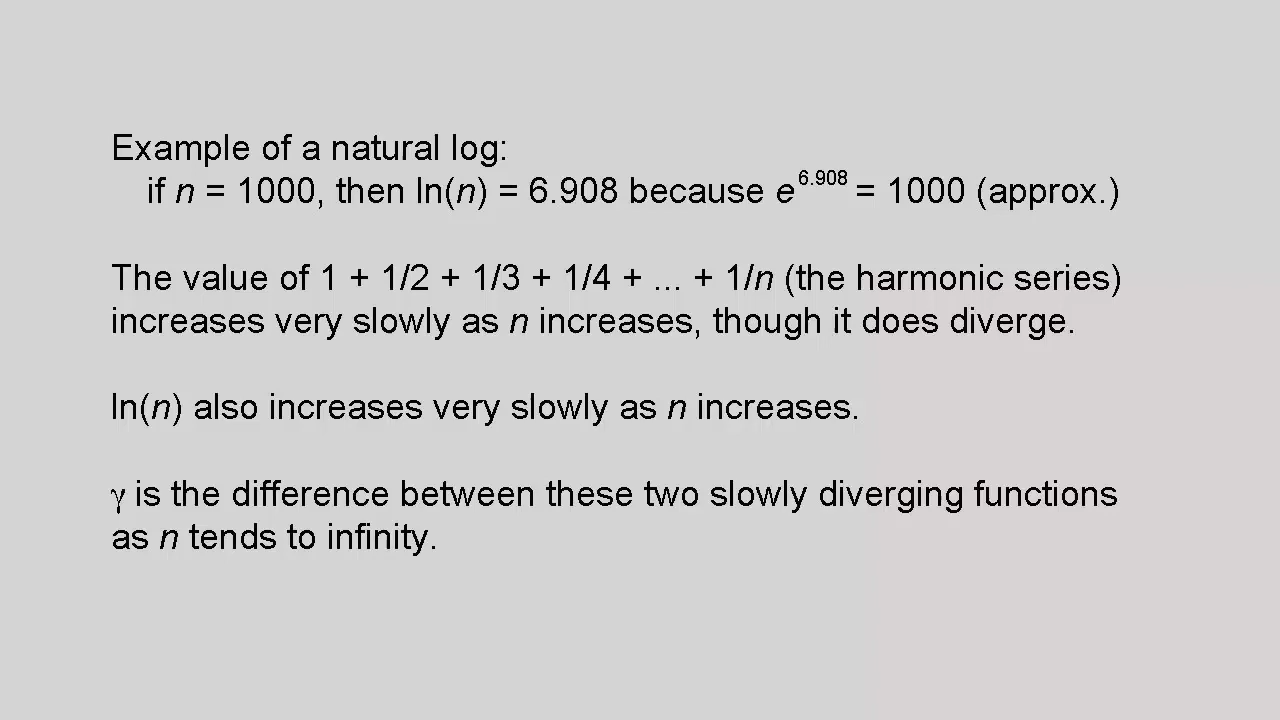 Example of a natural log:
if n = 1000, then ln(n) = 6.908 because e^6.908 = 1000 (approx.)
The value of 1 + 1/2 + 1/3 + 1/4 + ... + 1/n (the harmonic series)
increases very slowly as n increases, though it does diverge.
ln(n) also increases very slowly as n increases.
γ is the difference between these two slowly diverging functions
as n tends to infinity.